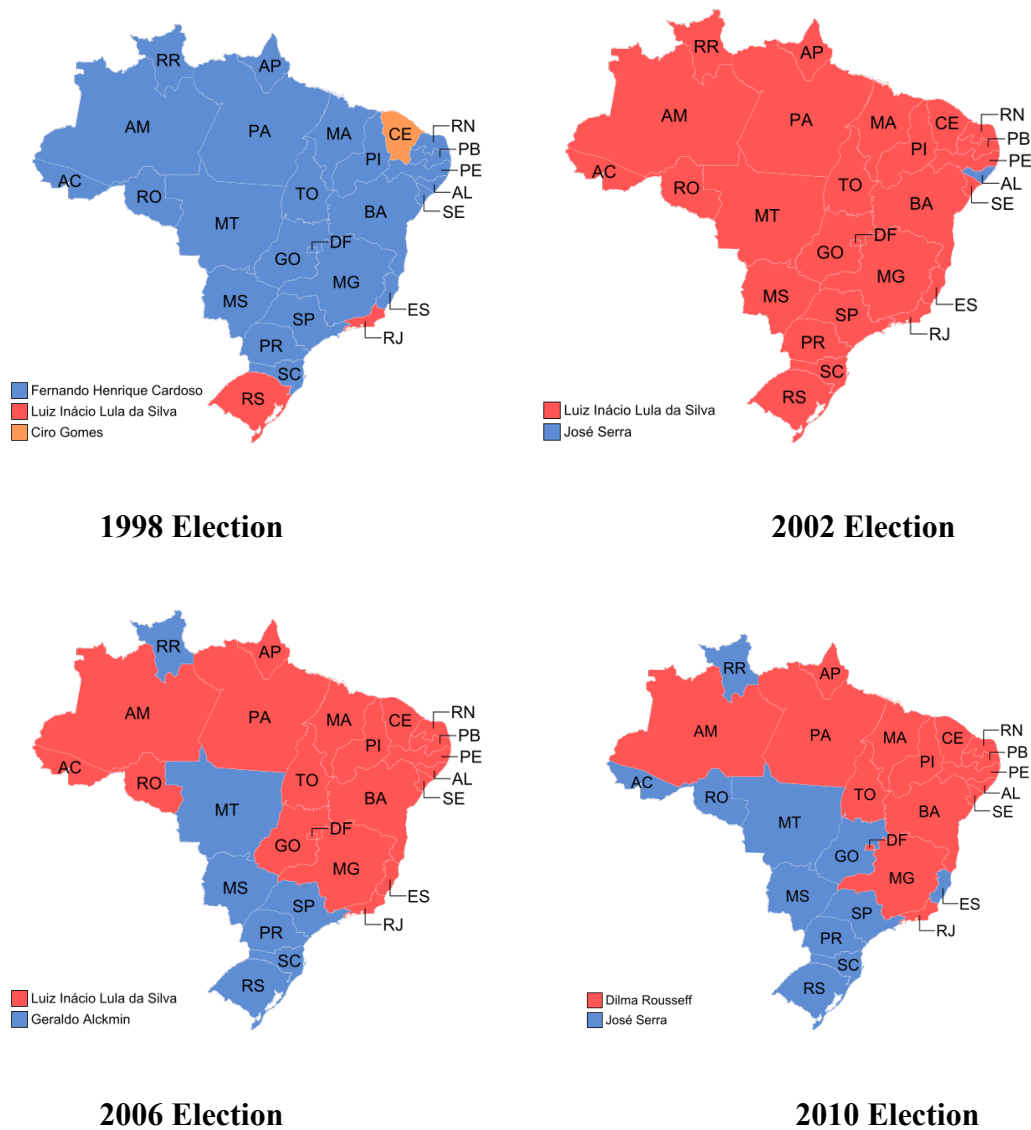 RR
AP
AM
PA
MA
CE
RN
PB
PI
PE
AC
AL
RO
TO
SE
BA
MT
DF
GO
MG
MS
ES
SP
RJ
PR
SC
RS
Fernando Henrique Cardoso
Luiz Inácio Lula da Silva
Ciro Gomes
1998 Election
RR
AP
RN
AM
PA
MA
CE
PB
PI
PE
AC
AL
RO
TO
SE
BA
MT
DF
GO
MG
MS
ES
SP
RJ
PR
SC
RS
Luiz Inácio Lula da Silva
José Serra
2002 Election
RR
AP
AM
PA
MA
CE
RN
PB
PI
PE
AC
AL
RO
TO
SE
BA
MT
DF
GO
MG
MS
ES
SP
RJ
PR
SC
RS
Luiz Inácio Lula da Silva
Geraldo Alckmin
2006 Election
RR
AP
AM
PA
MA
CE
RN
PB
PI
PE
AC
AL
RO
TO
SE
BA
MT
DF
GO
MG
MS
ES
SP
RJ
PR
SC
RS
Dilma Rousseff
José Serra
2010 Election